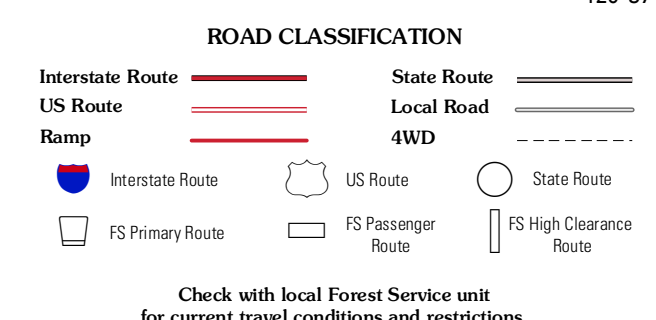 ROAD CLASSIFICATION
Interstate Route
State Route
US Route
Local Road
Ramp
4WD
Interstate Route
US Route
State Route
FS Primary Route
FS Passenger
Route
FS High Clearance
Route
Check with local Forest Service unit
for current travel conditions and restrictions